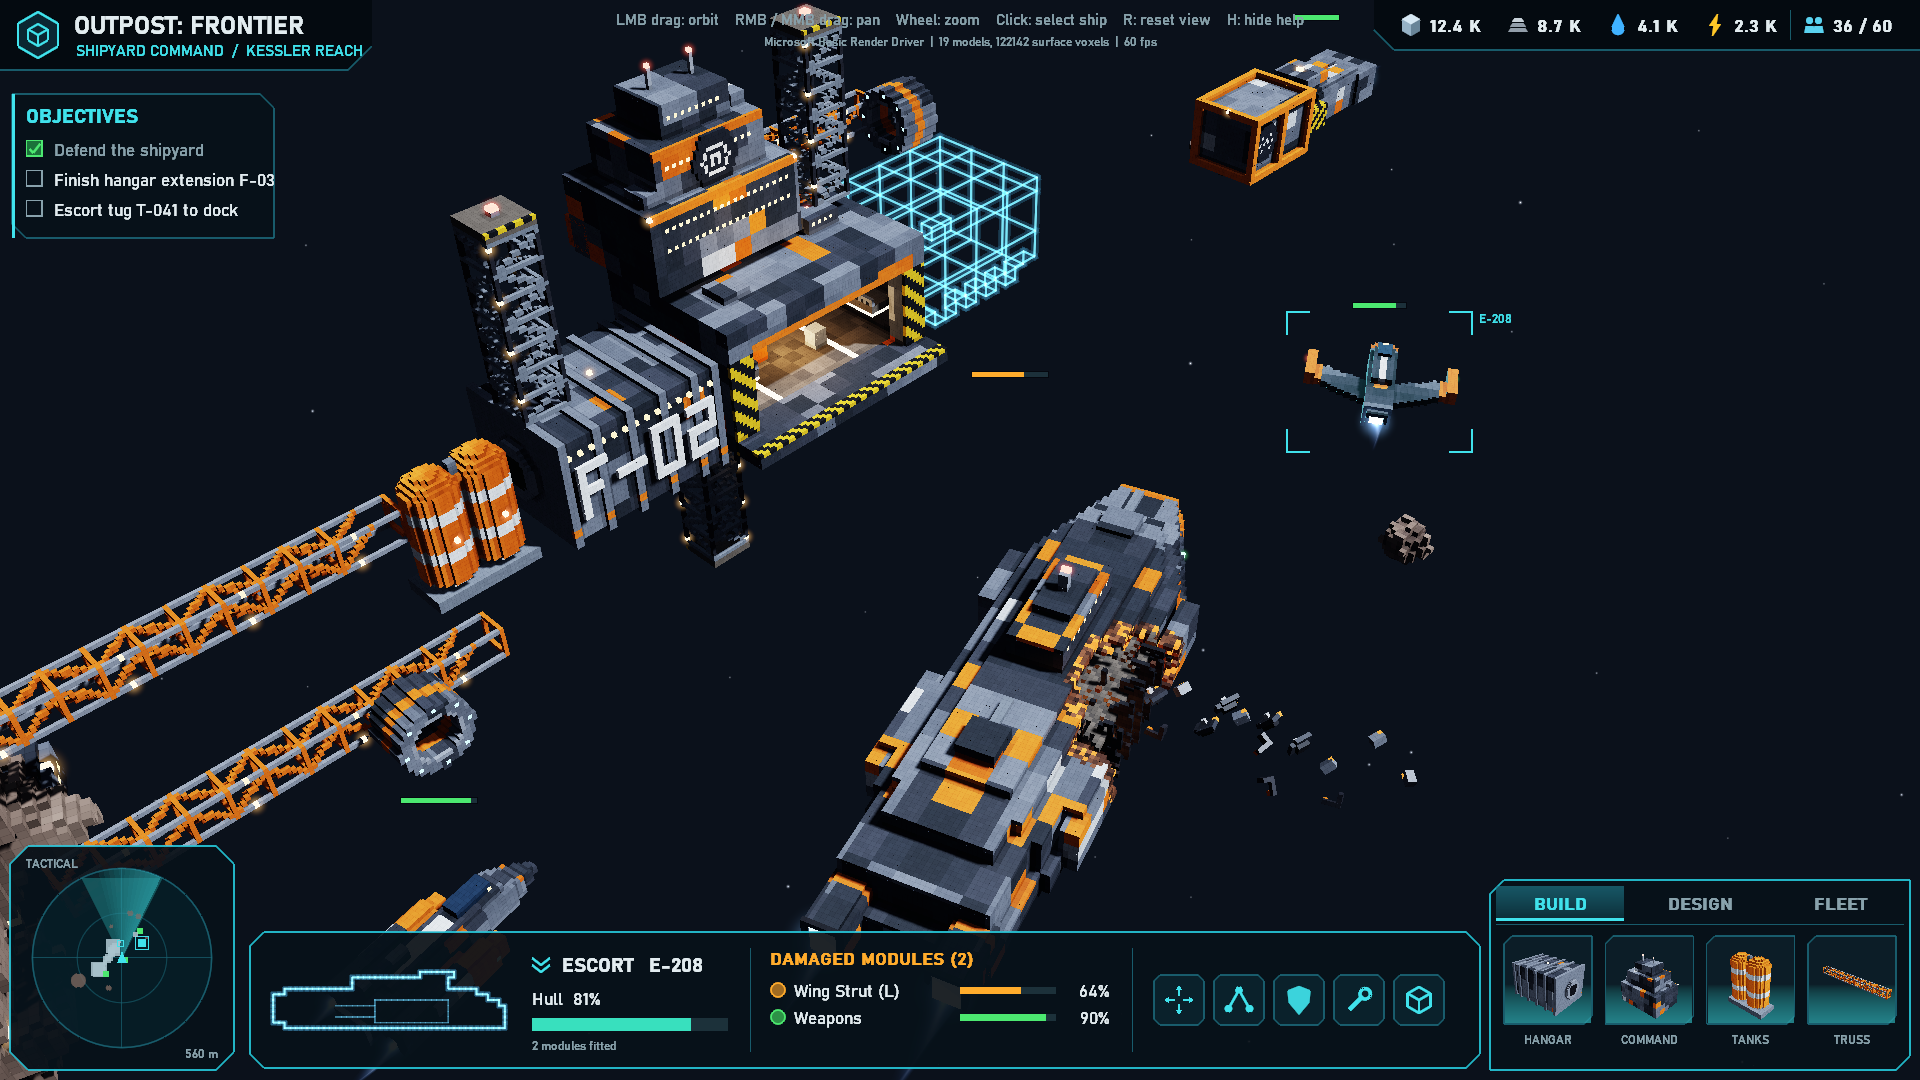 OUTPOST: FRONTIER
SHIPYARD COMMAND / KESSLER REACH
LMB drag: orbit RMB / MMB drag: pan Wheel: zoom Click: select ship R: reset view H: hide help
Microsoft Basic Render Driver | 19 models, 122142 surface voxels | 60 fps
12.4 K 8.7 K 4.1 K 2.3 K 36 / 60
OBJECTIVES
Defend the shipyard
Finish hangar extension F-03
Escort tug T-041 to dock
E-208
F-02
TACTICAL
560 m
ESCORT E-208
Hull 81%
2 modules fitted
DAMAGED MODULES (2)
Wing Strut (L) 64%
Weapons 90%
BUILD DESIGN FLEET
HANGAR COMMAND TANKS TRUSS